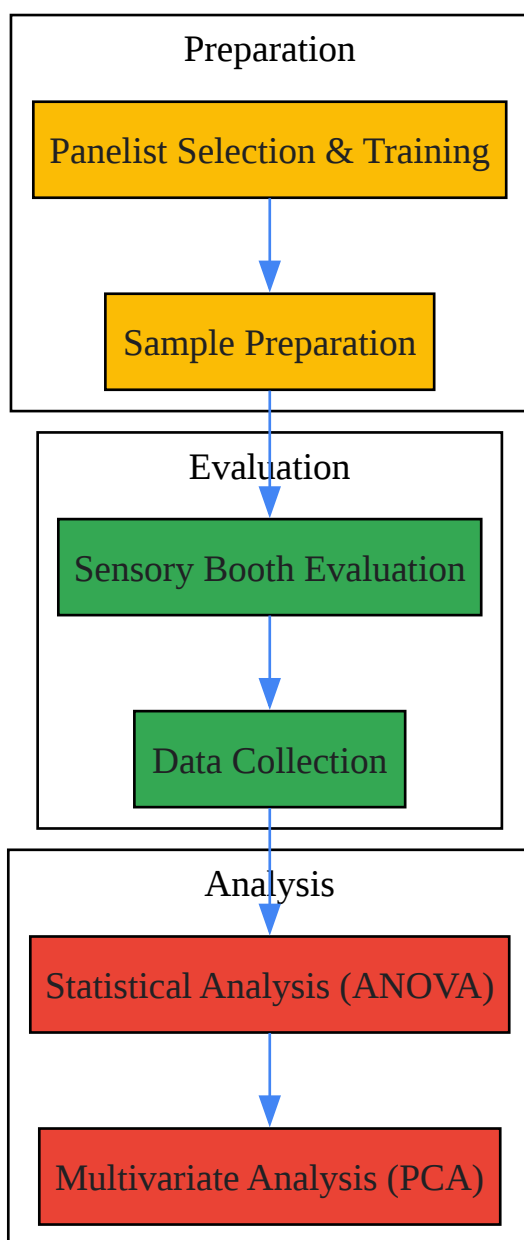 Preparation
Panelist Selection & Training
Sample Preparation
Evaluation
Sensory Booth Evaluation
Data Collection
Analysis
Statistical Analysis (ANOVA)
Multivariate Analysis (PCA)